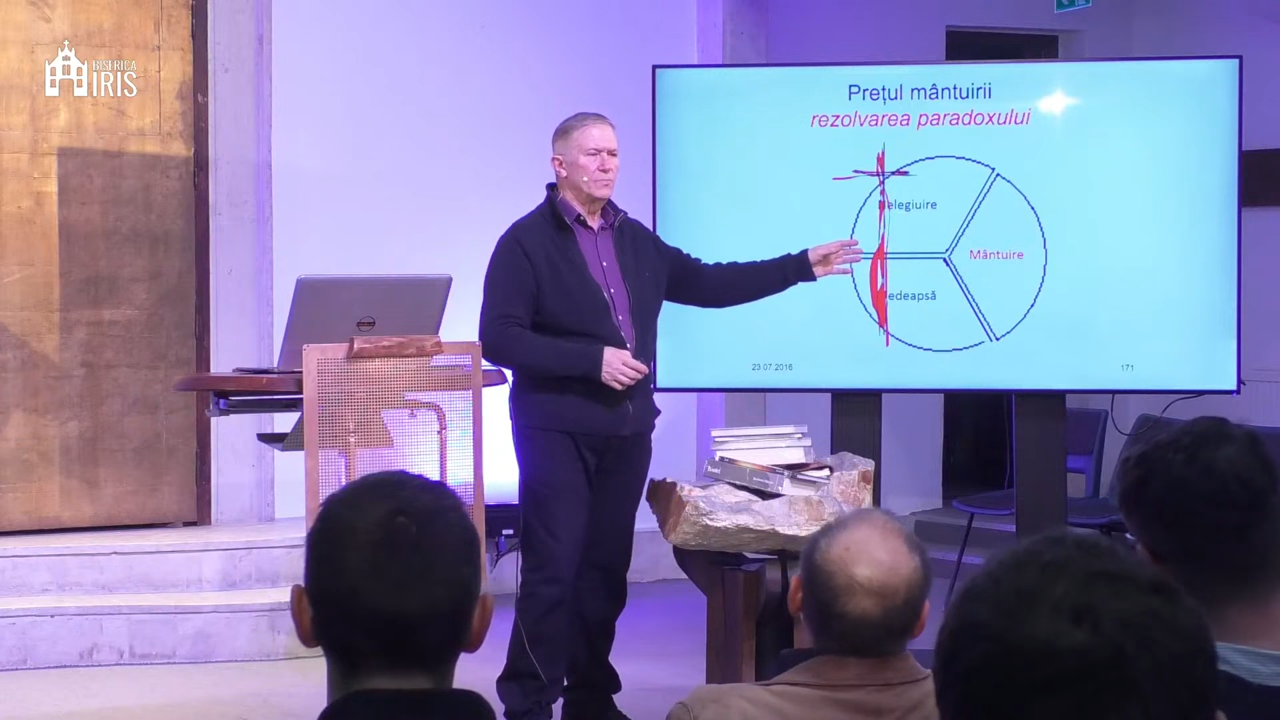 BISERICA
IRIS
Prețul mântuirii
rezolvarea paradoxului
elegiuire
Mântuire
edeapsă
23.07.2016
171